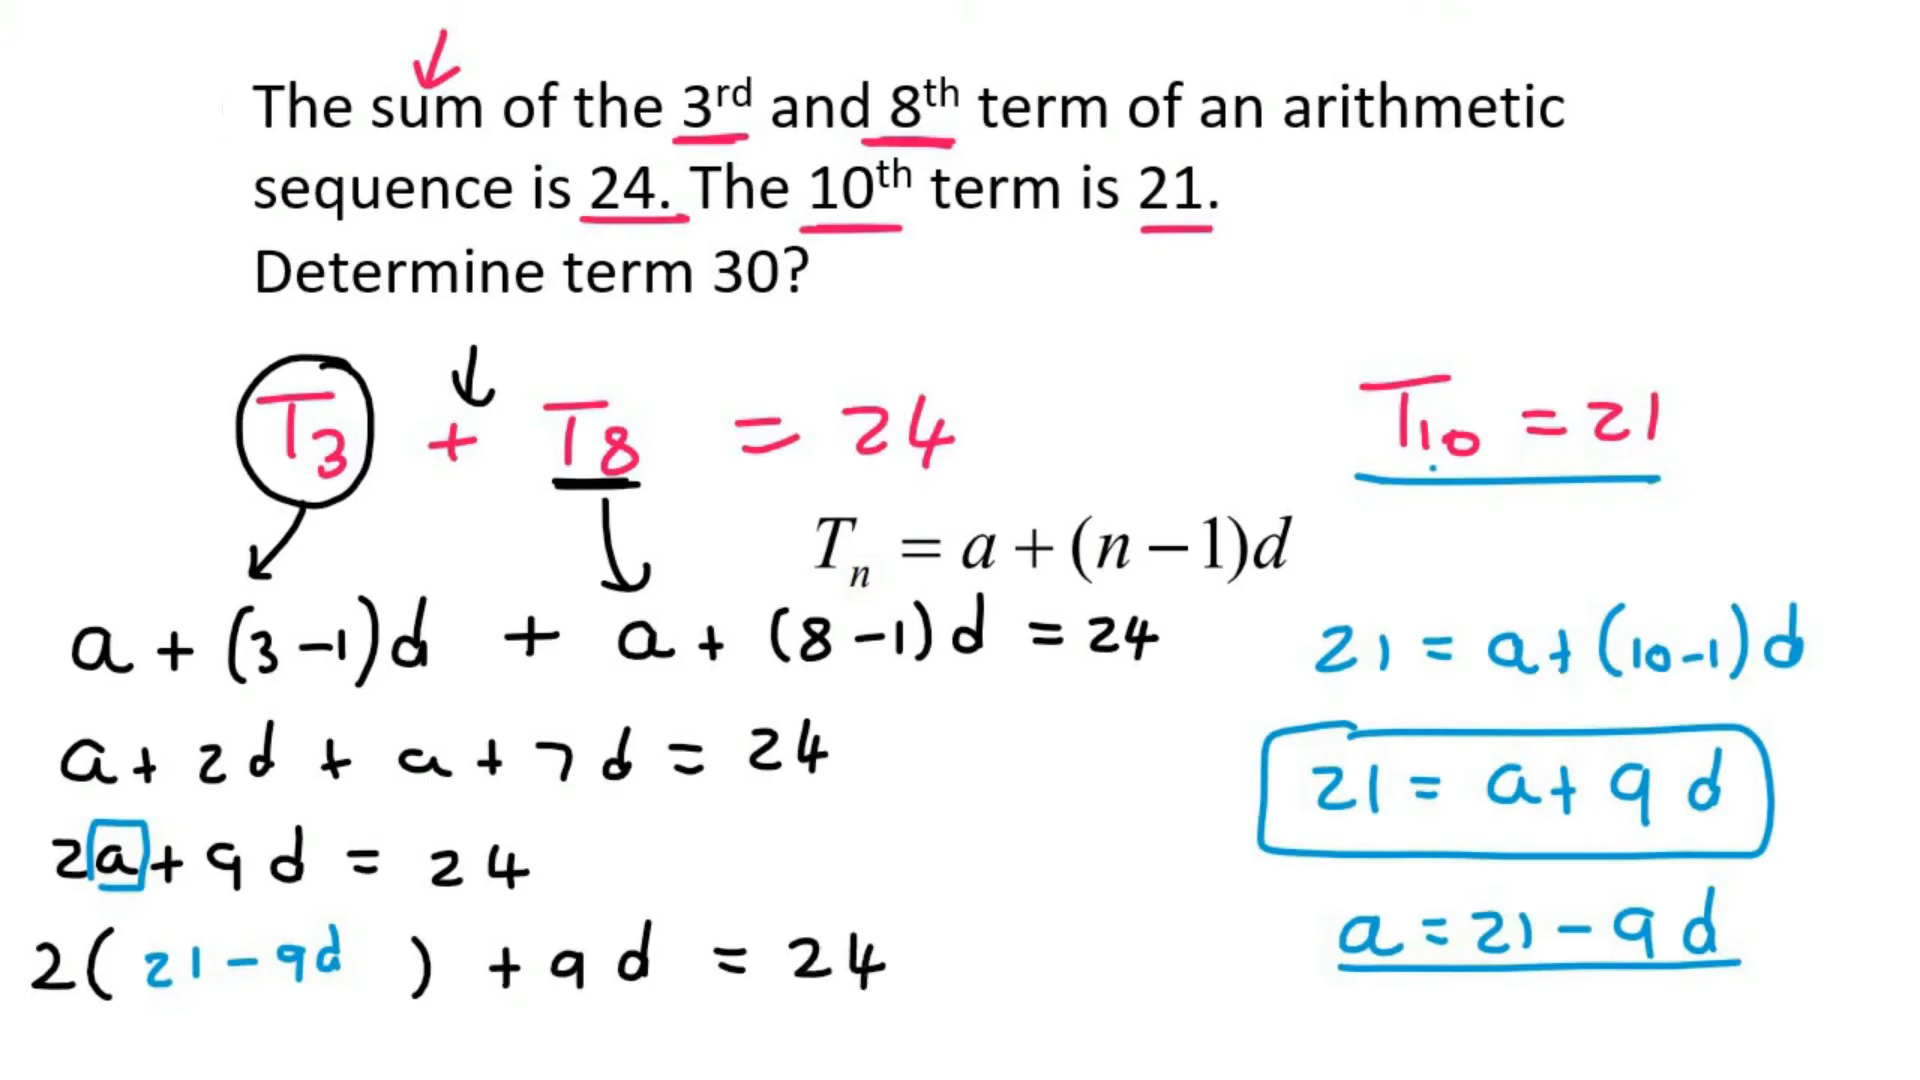 The sum of the 3rd and 8th term of an arithmetic
sequence is 24. The 10th term is 21.
Determine term 30?
T3 + T8 = 24
T10 = 21
Tn = a + (n − 1)d
a + (3 − 1)d + a + (8 − 1)d = 24
21 = a + (10 − 1)d
a + 2d + a + 7d = 24
21 = a + 9d
2a + 9d = 24
a = 21 − 9d
2(21 − 9d) + 9d = 24